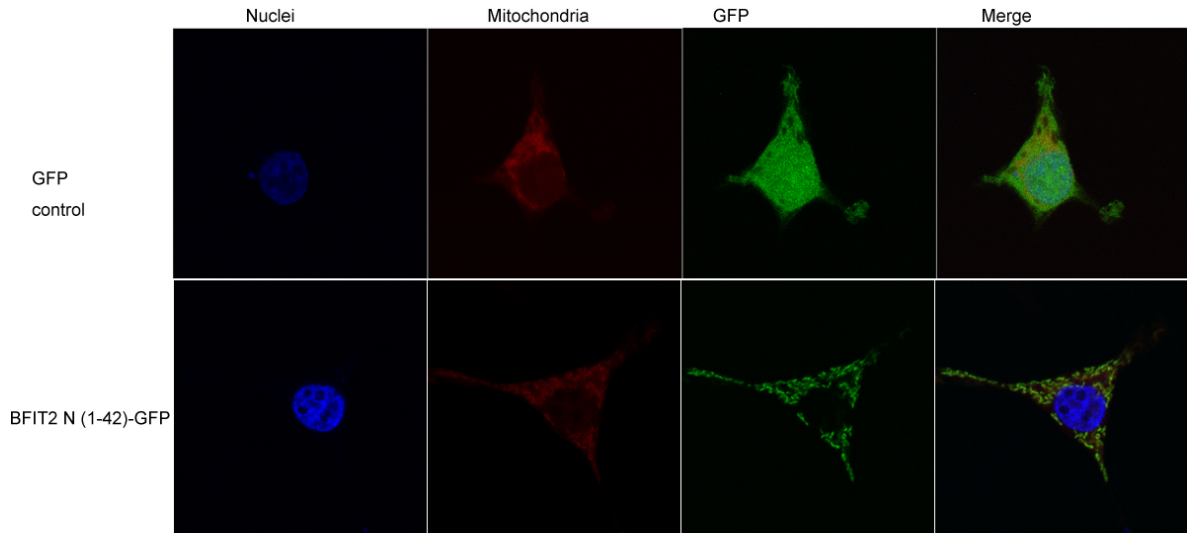 Nuclei Mitochondria GFP Merge
GFP
control
BFIT2 N (1-42)-GFP